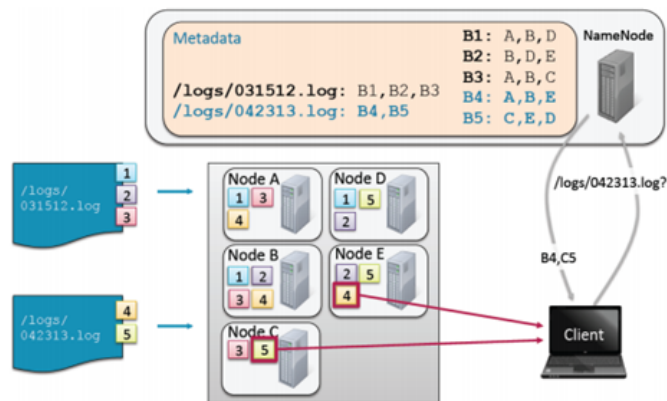 Metadata
B1: A,B,D
NameNode
B2: B,D,E
/logs/031512.log: B1,B2,B3
B3: A,B,C
/logs/042313.log: B4,B5
B4: A,B,E
B5: C,E,D
/logs/
031512.log
1
2
3
Node A
1 3
4
Node D
1 5
2
/logs/042313.log?
Node B
1 2
3 4
Node E
2 5
4
B4,C5
/logs/
042313.log
4
5
Node C
3 5
Client